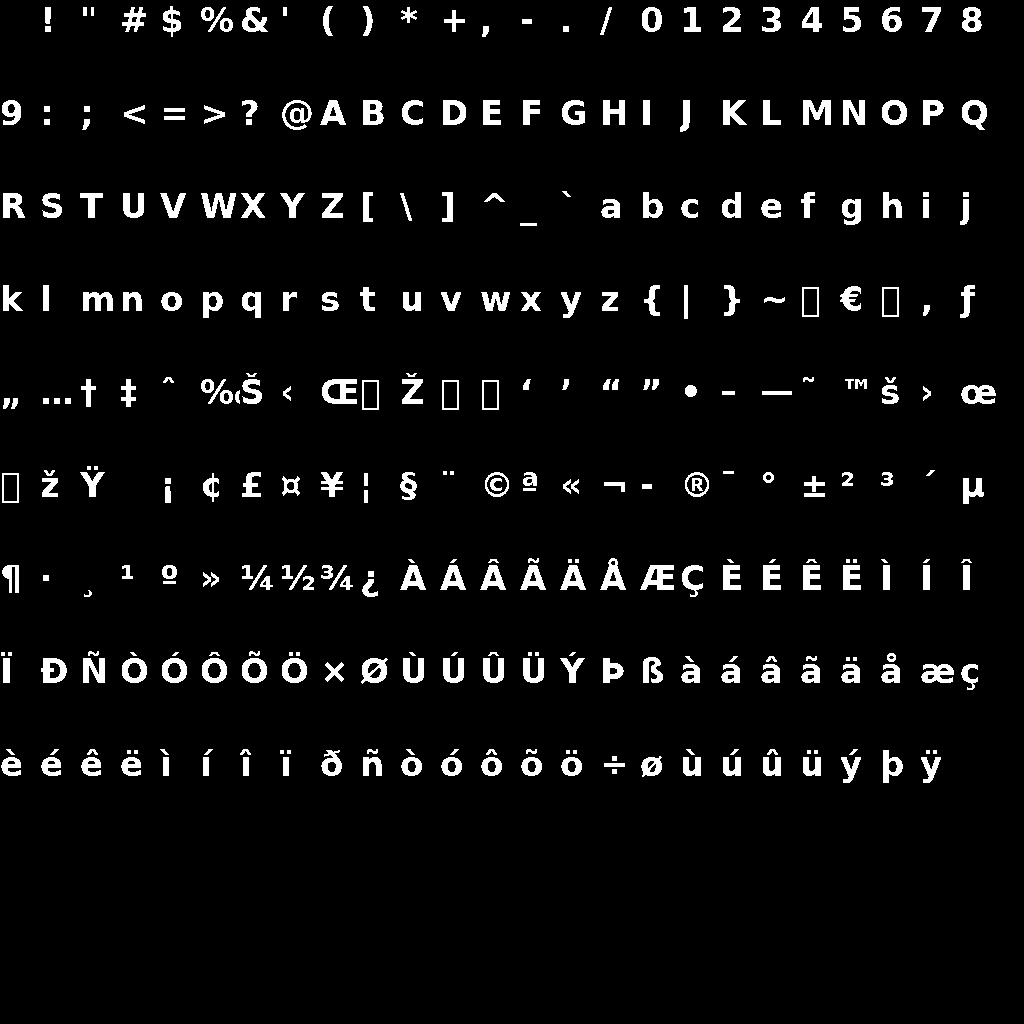 ! " # $ % & ' ( ) * + , - . / 0 1 2 3 4 5 6 7 8
9 : ; < = > ? @ A B C D E F G H I J K L M N O P Q
R S T U V W X Y Z [ \ ] ^ _ ` a b c d e f g h i j
k l m n o p q r s t u v w x y z { | } ~ € ‚ ƒ
„ … † ‡ ˆ ‰ Š ‹ Œ Ž ‘ ’ “ ” • – — ˜ ™ š › œ
ž Ÿ ¡ ¢ £ ¤ ¥ ¦ § ¨ © ª « ¬ - ® ¯ ° ± ² ³ ´ µ
¶ · ¸ ¹ º » ¼ ½ ¾ ¿ À Á Â Ã Ä Å Æ Ç È É Ê Ë Ì Í Î
Ï Ð Ñ Ò Ó Ô Õ Ö × Ø Ù Ú Û Ü Ý Þ ß à á â ã ä å æ ç
è é ê ë ì í î ï ð ñ ò ó ô õ ö ÷ ø ù ú û ü ý þ ÿ